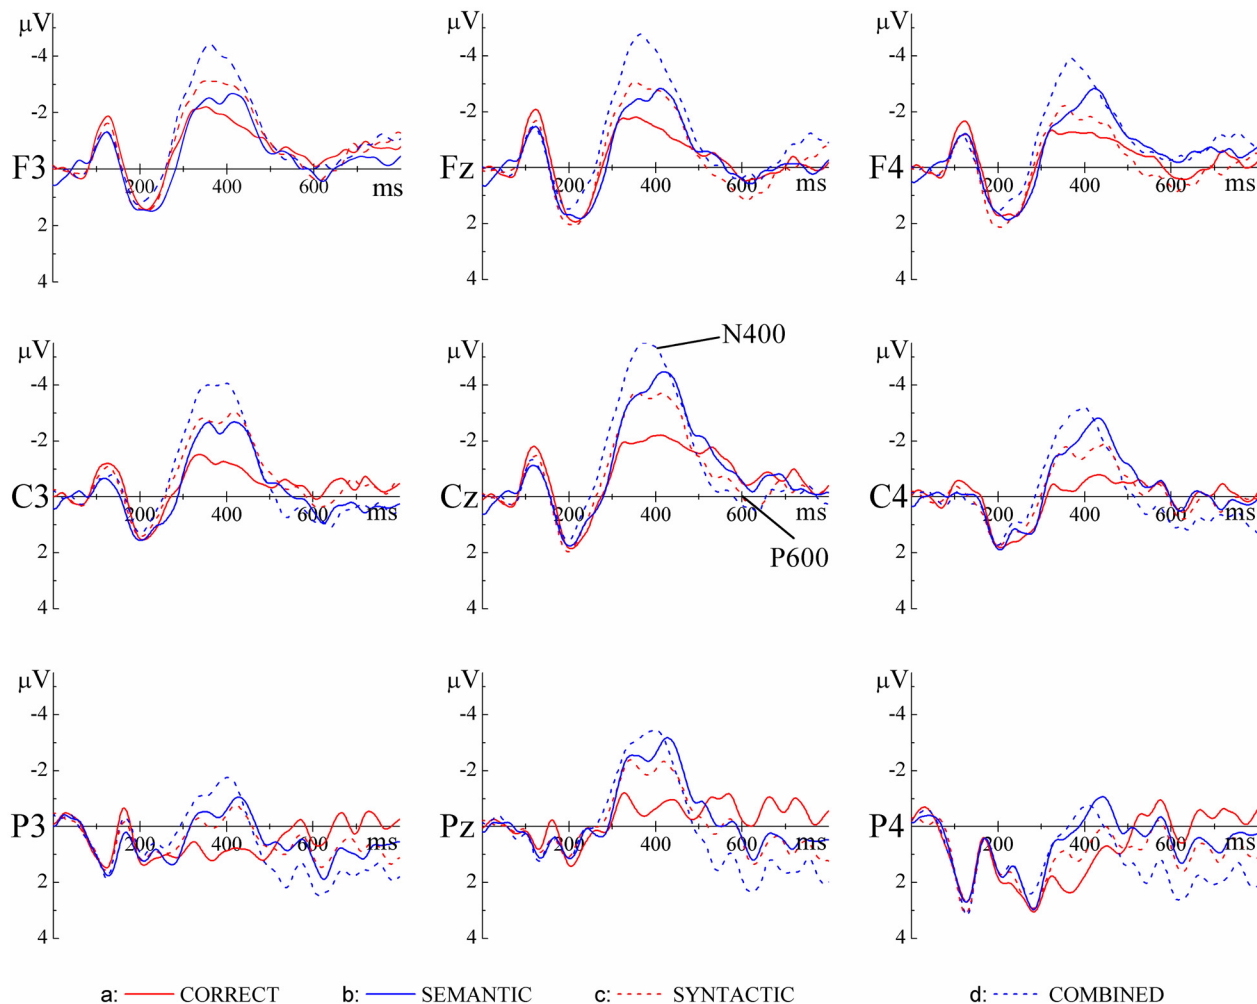 µV µV µV
-4 -4 -4
-2 -2 -2
F3 200 400 600 ms Fz 200 400 600 ms F4 200 400 600 ms
2 2 2
4 4 4
µV µV N400 µV
-4 -4 -4
-2 -2 -2
C3 200 400 600 ms Cz 200 400 600 ms C4 200 400 600 ms
2 2 P600 2
4 4 4
µV µV µV
-4 -4 -4
-2 -2 -2
P3 200 400 600 ms Pz 200 400 600 ms P4 200 400 600 ms
2 2 2
4 4 4
a: CORRECT b: SEMANTIC c: SYNTACTIC d: COMBINED